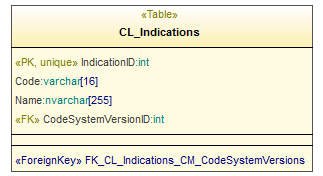 «Table»
CL_Indications
«PK, unique» IndicationID:int
Code:varchar[16]
Name:nvarchar[255]
«FK» CodeSystemVersionID:int
«ForeignKey» FK_CL_Indications_CM_CodeSystemVersions